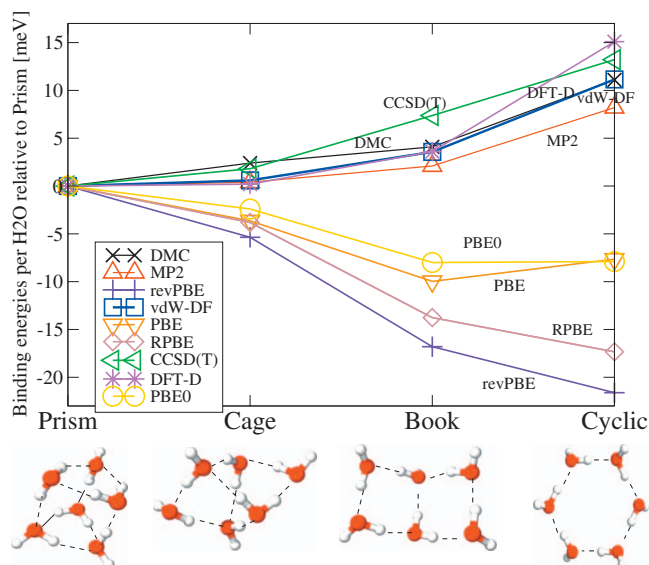 Binding energies per H2O relative to Prism [meV]
15
10
5
0
-5
-10
-15
-20
CCSD(T)
DFT-D
vdW-DF
DMC
MP2
PBE0
PBE
RPBE
revPBE
DMC
MP2
revPBE
vdW-DF
PBE
RPBE
CCSD(T)
DFT-D
PBE0
Prism Cage Book Cyclic